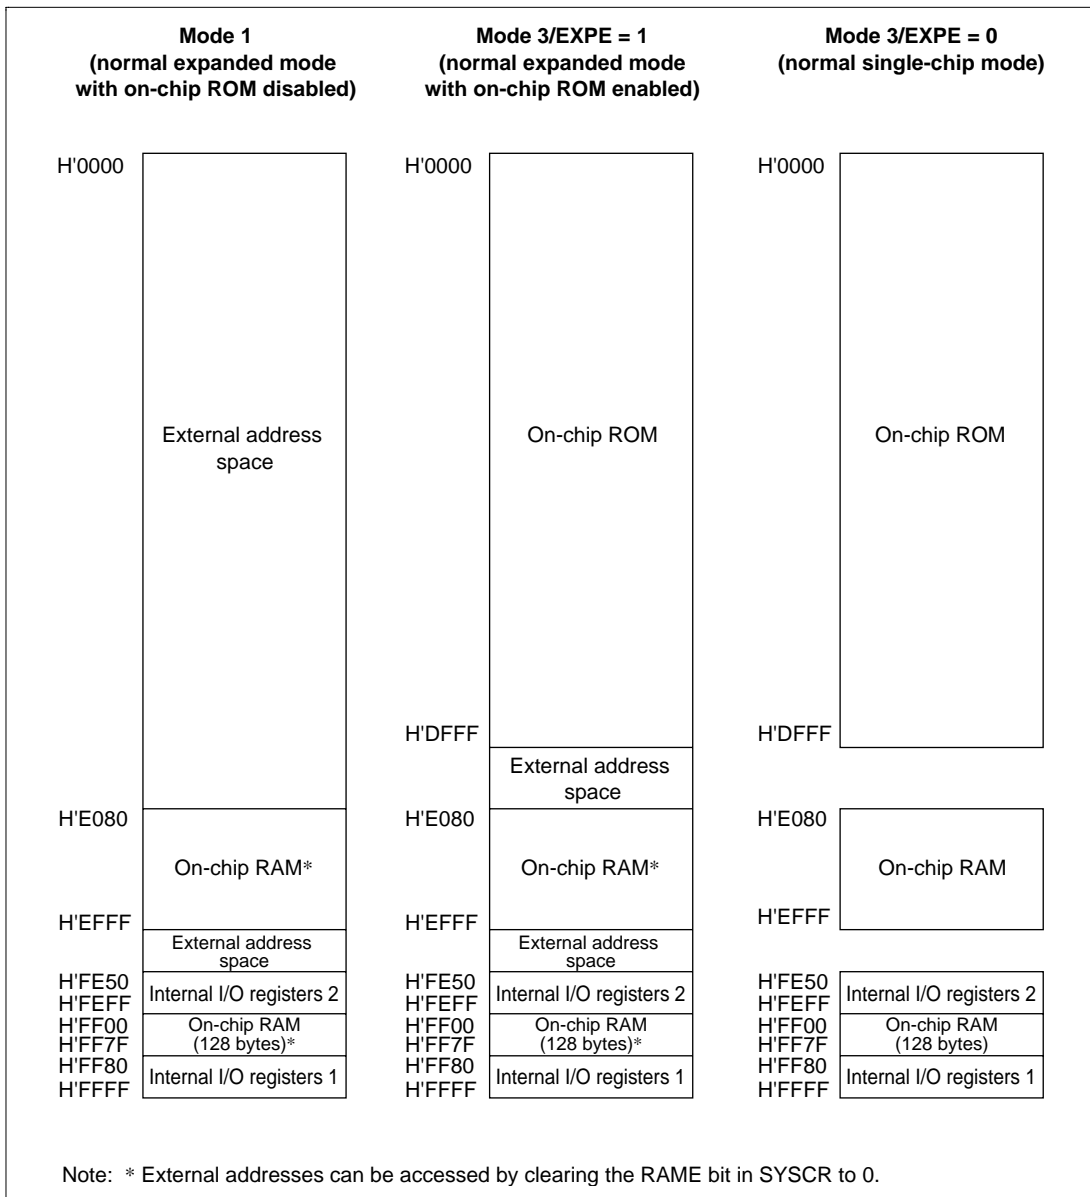 Mode 1
(normal expanded mode
with on-chip ROM disabled)
Mode 3/EXPE = 1
(normal expanded mode
with on-chip ROM enabled)
Mode 3/EXPE = 0
(normal single-chip mode)
H'0000
External address
space
H'E080
On-chip RAM*
H'EFFF
External address
space
H'FE50
Internal I/O registers 2
H'FEFF
H'FF00
On-chip RAM
(128 bytes)*
H'FF7F
H'FF80
Internal I/O registers 1
H'FFFF
H'0000
On-chip ROM
H'DFFF
External address
space
H'E080
On-chip RAM*
H'EFFF
External address
space
H'FE50
Internal I/O registers 2
H'FEFF
H'FF00
On-chip RAM
(128 bytes)*
H'FF7F
H'FF80
Internal I/O registers 1
H'FFFF
H'0000
On-chip ROM
H'DFFF
H'E080
On-chip RAM
H'EFFF
H'FE50
Internal I/O registers 2
H'FEFF
H'FF00
On-chip RAM
(128 bytes)
H'FF7F
H'FF80
Internal I/O registers 1
H'FFFF
Note: * External addresses can be accessed by clearing the RAME bit in SYSCR to 0.